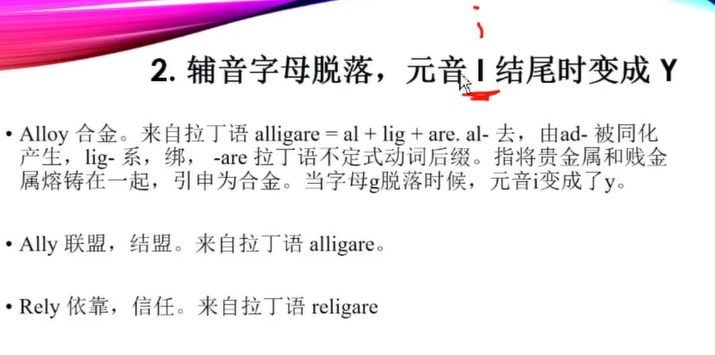 2. 辅音字母脱落，元音 I 结尾时变成 Y
• Alloy 合金。来自拉丁语 alligare = al + lig + are. al- 去，由ad- 被同化
产生，lig- 系，绑， -are 拉丁语不定式动词后缀。指将贵金属和贱金
属熔铸在一起，引申为合金。当字母g脱落时候，元音i变成了y。
• Ally 联盟，结盟。来自拉丁语 alligare。
• Rely 依靠，信任。来自拉丁语 religare